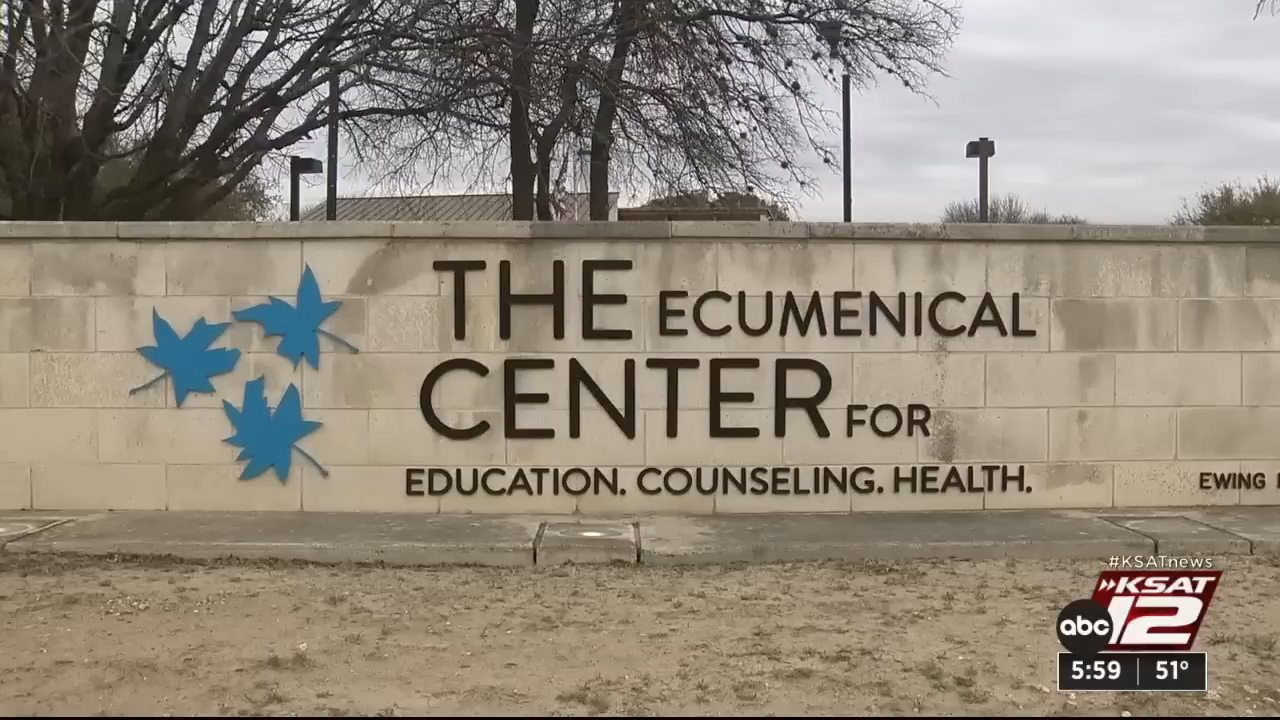 THE ECUMENICAL
CENTER FOR
EDUCATION. COUNSELING. HEALTH.
EWING
#KSATnews
KSAT
abc 12
5:59 51°